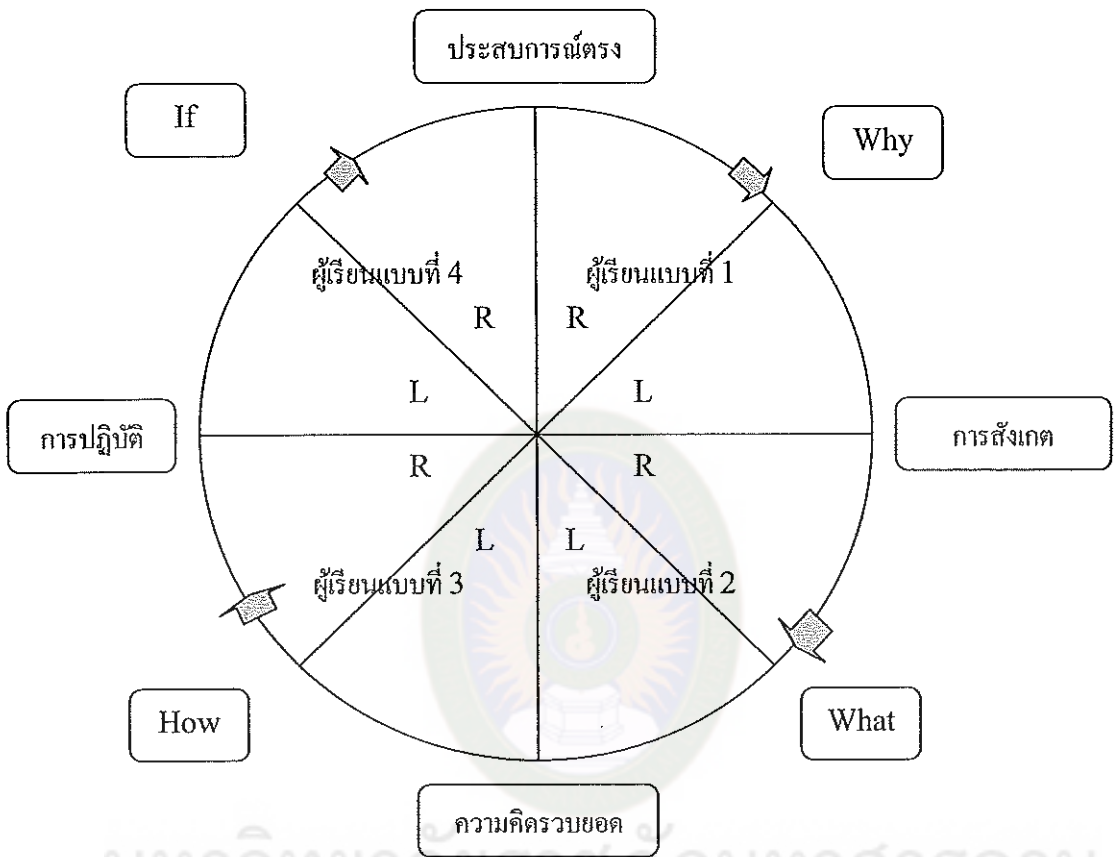 ประสบการณ์ตรง
If
Why
ผู้เรียนแบบที่ 4
ผู้เรียนแบบที่ 1
R
R
L
L
การปฏิบัติ
การสังเกต
R
R
L
L
ผู้เรียนแบบที่ 3
ผู้เรียนแบบที่ 2
How
What
ความคิดรวบยอด